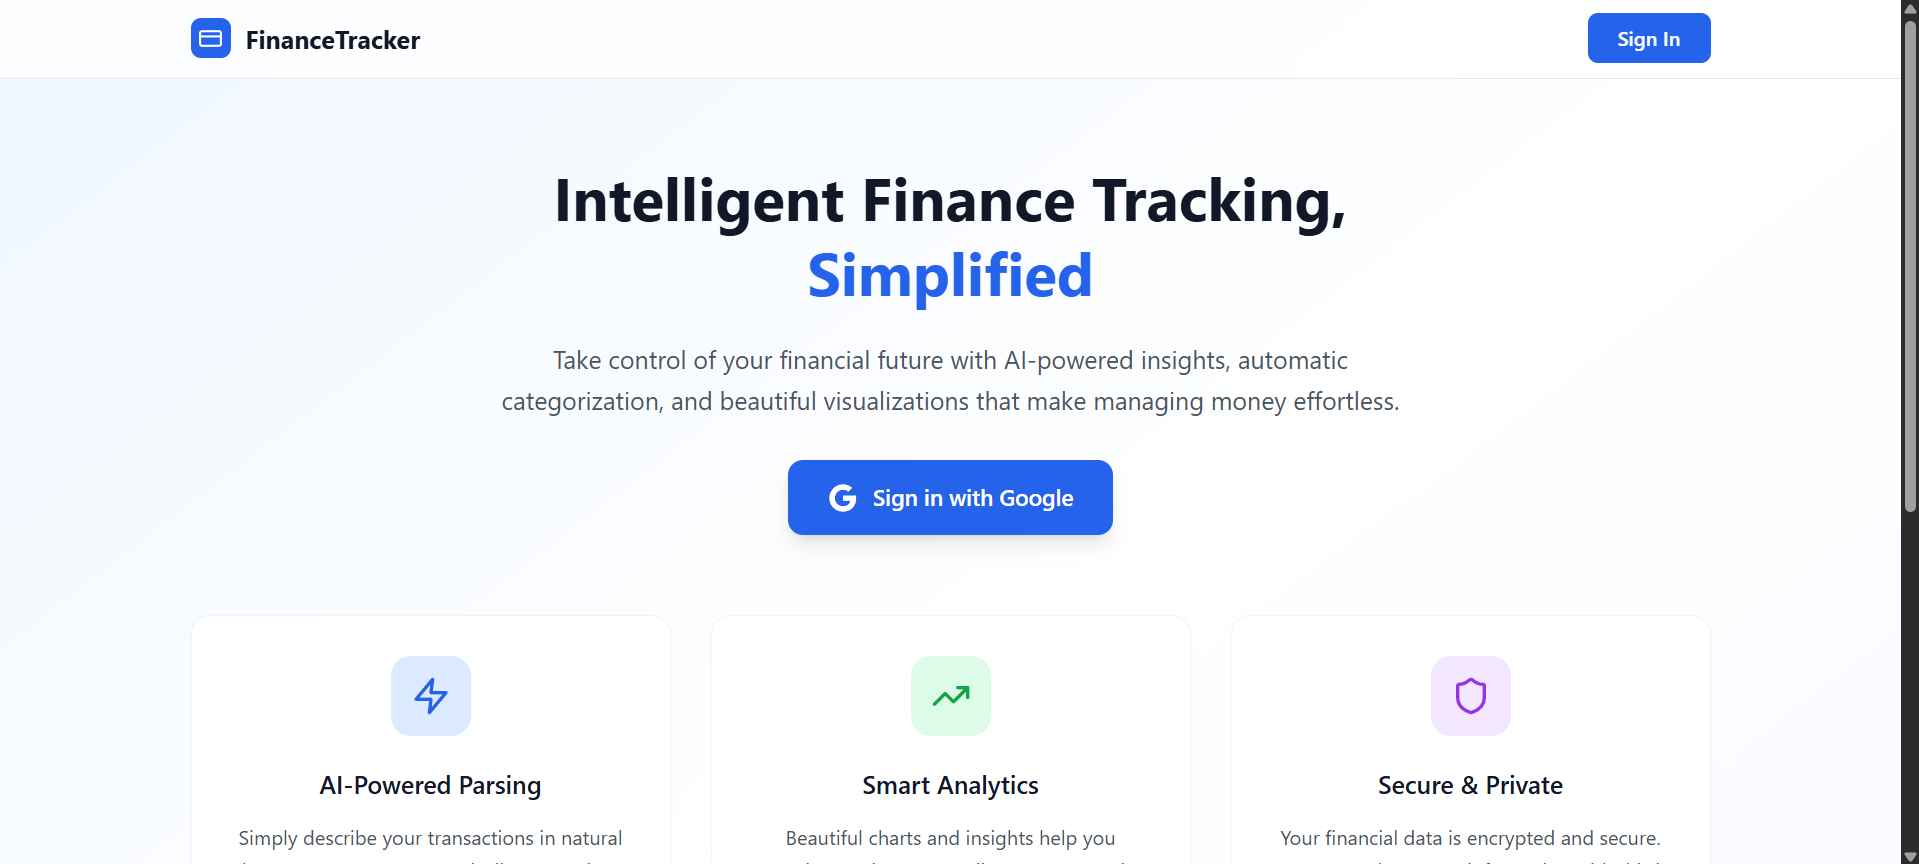 FinanceTracker
Sign In
Intelligent Finance Tracking,
Simplified
Take control of your financial future with AI-powered insights, automatic
categorization, and beautiful visualizations that make managing money effortless.
Sign in with Google
AI-Powered Parsing
Simply describe your transactions in natural
Smart Analytics
Beautiful charts and insights help you
Secure & Private
Your financial data is encrypted and secure.